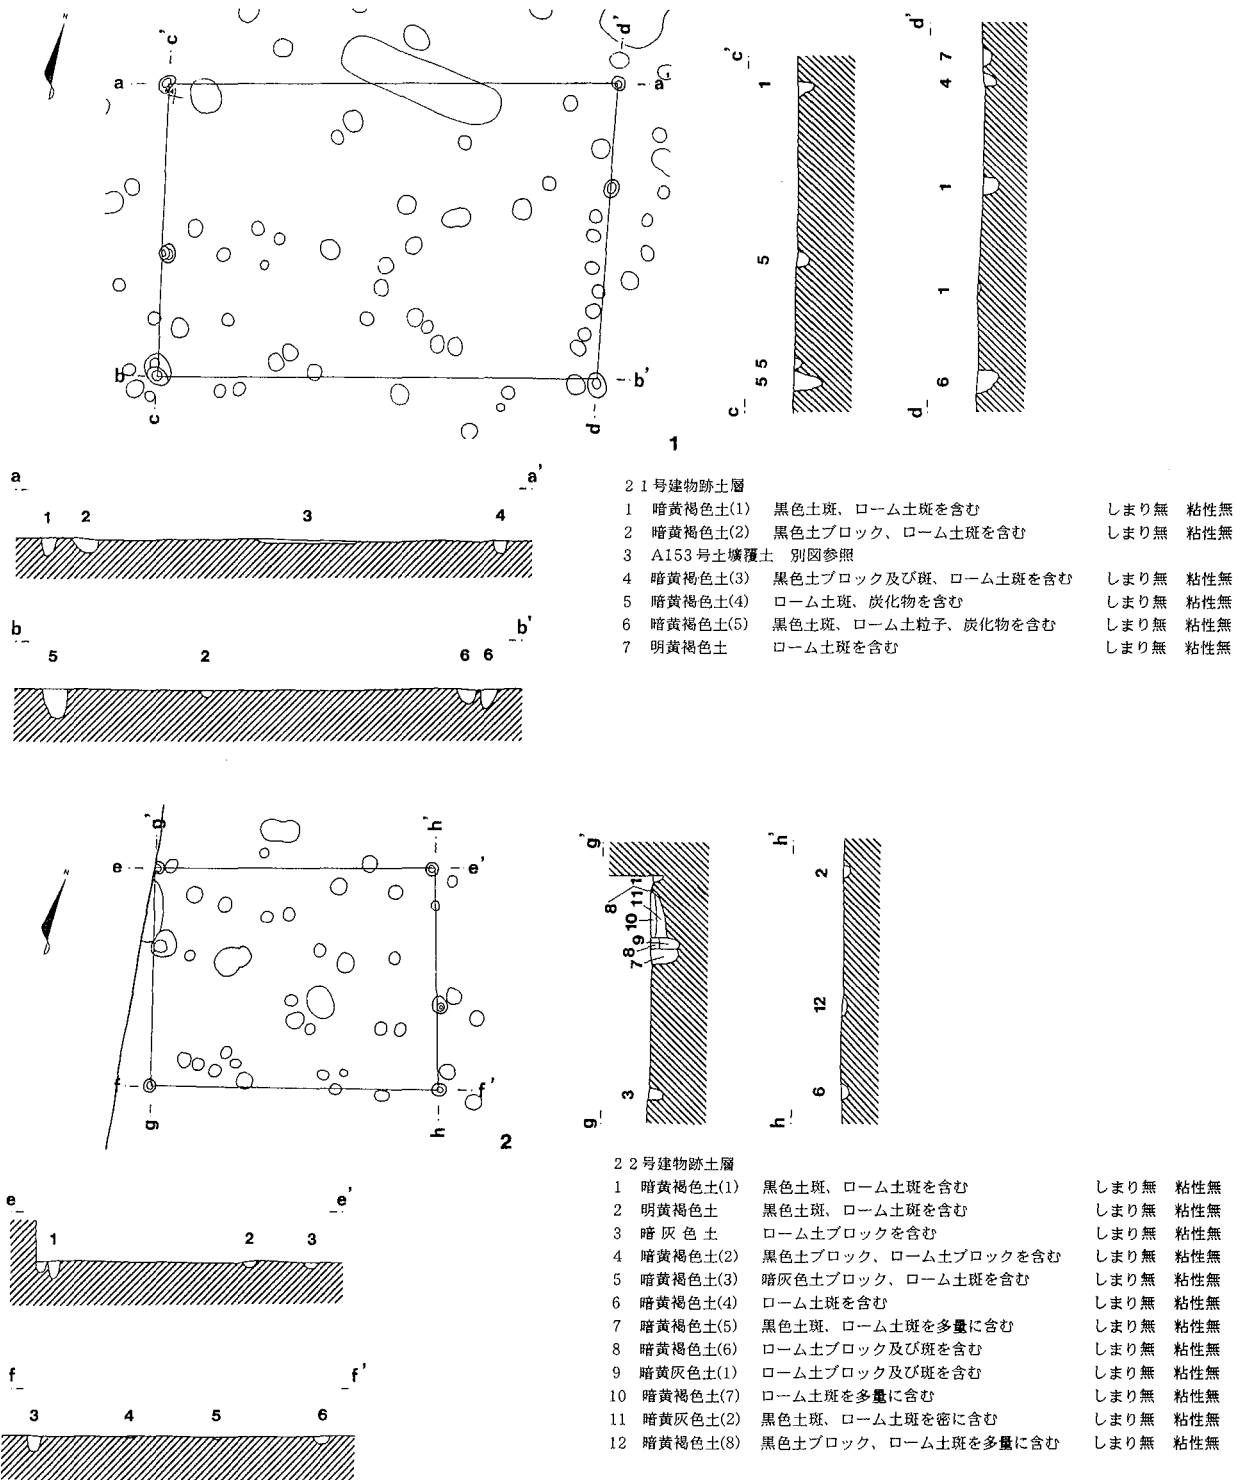 N
c'
d'
a
a'
b
b'
c
d
1
c'
1
5
5 5
c
d'
7
4
1
1
6
d
a
a'
1 2 3 4
b
b'
5 2 6 6
21号建物跡土層
1 暗黄褐色土(1) 黒色土斑、ローム土斑を含む しまり無 粘性無
2 暗黄褐色土(2) 黒色土ブロック、ローム土斑を含む しまり無 粘性無
3 A153号土壙覆土 別図参照
4 暗黄褐色土(3) 黒色土ブロック及び斑、ローム土斑を含む しまり無 粘性無
5 暗黄褐色土(4) ローム土斑、炭化物を含む しまり無 粘性無
6 暗黄褐色土(5) 黒色土斑、ローム土粒子、炭化物を含む しまり無 粘性無
7 明黄褐色土 ローム土斑を含む しまり無 粘性無
N
g'
h'
e
e'
f
f'
g
h
2
g'
1
8
11
10
9
8
7
3
g
h'
2
12
6
h
e
e'
1 2 3
f
f'
3 4 5 6
22号建物跡土層
1 暗黄褐色土(1) 黒色土斑、ローム土斑を含む しまり無 粘性無
2 明黄褐色土 黒色土斑、ローム土斑を含む しまり無 粘性無
3 暗灰色土 ローム土ブロックを含む しまり無 粘性無
4 暗黄褐色土(2) 黒色土ブロック、ローム土ブロックを含む しまり無 粘性無
5 暗黄褐色土(3) 暗灰色土ブロック、ローム土斑を含む しまり無 粘性無
6 暗黄褐色土(4) ローム土斑を含む しまり無 粘性無
7 暗黄褐色土(5) 黒色土斑、ローム土斑を多量に含む しまり無 粘性無
8 暗黄褐色土(6) ローム土ブロック及び斑を含む しまり無 粘性無
9 暗黄灰色土(1) ローム土ブロック及び斑を含む しまり無 粘性無
10 暗黄褐色土(7) ローム土斑を多量に含む しまり無 粘性無
11 暗黄灰色土(2) 黒色土斑、ローム土斑を密に含む しまり無 粘性無
12 暗黄褐色土(8) 黒色土ブロック、ローム土斑を多量に含む しまり無 粘性無